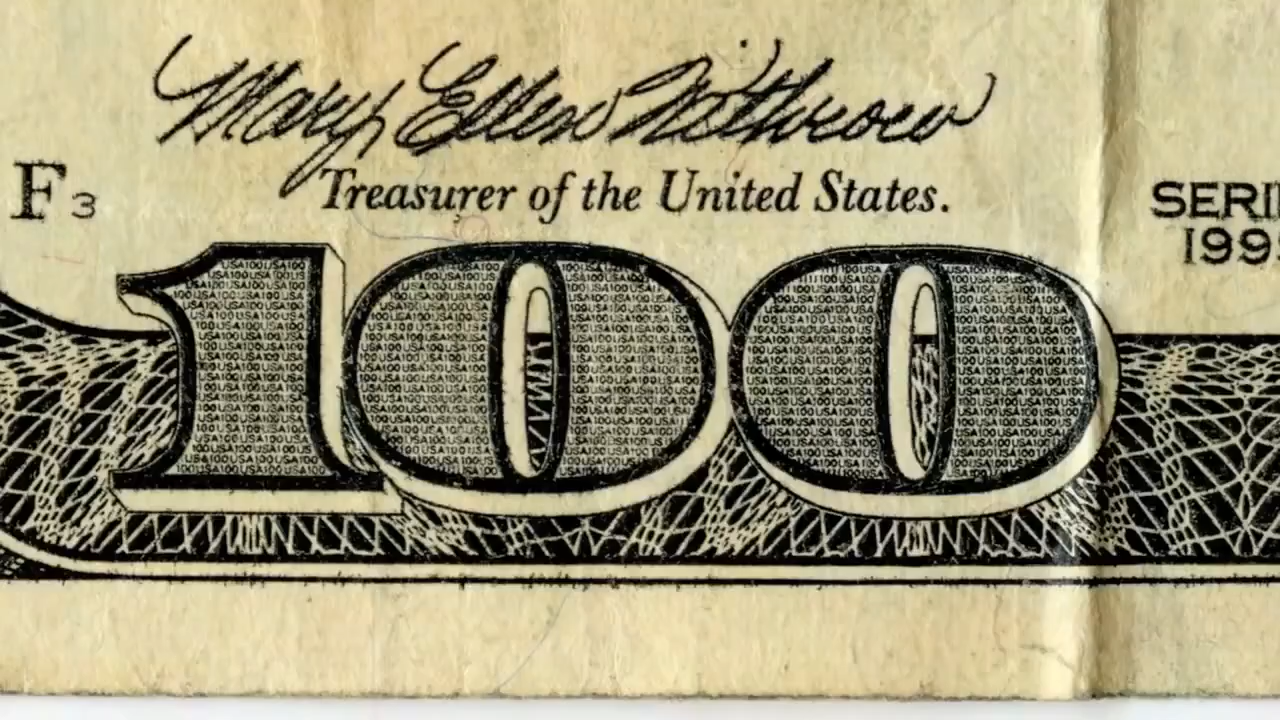 Mary Ellen Withrow
Treasurer of the United States.
F3
SERI
199
100